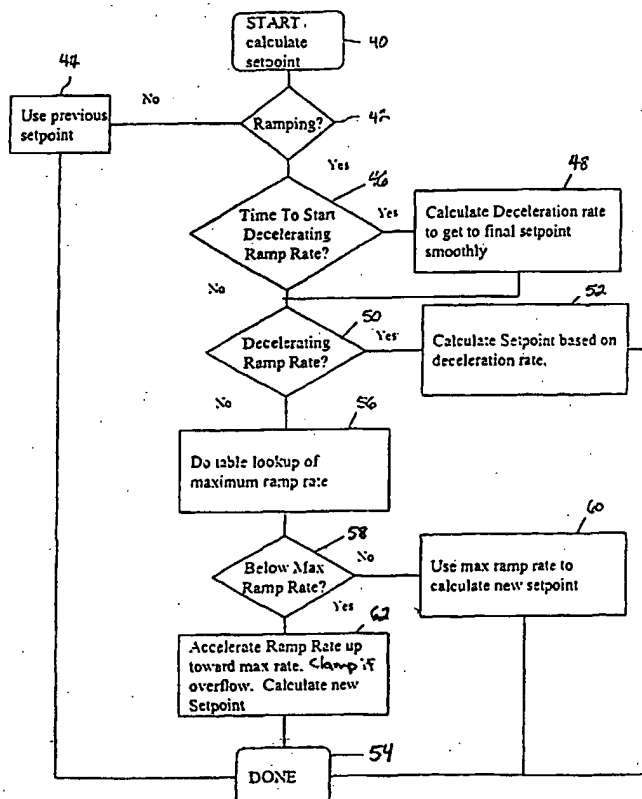 START
calculate
setpoint
40
44
No
Use previous
setpoint
Ramping?
42
Yes
46
48
Time To Start
Decelerating
Ramp Rate?
Yes
Calculate Deceleration rate
to get to final setpoint
smoothly
No
50
52
Decelerating
Ramp Rate?
Yes
Calculate Setpoint based on
deceleration rate.
No
56
Do table lookup of
maximum ramp rate
58
60
Below Max
Ramp Rate?
No
Use max ramp rate to
calculate new setpoint
Yes
62
Accelerate Ramp Rate up
toward max rate. Clamp if
overflow. Calculate new
Setpoint
54
DONE